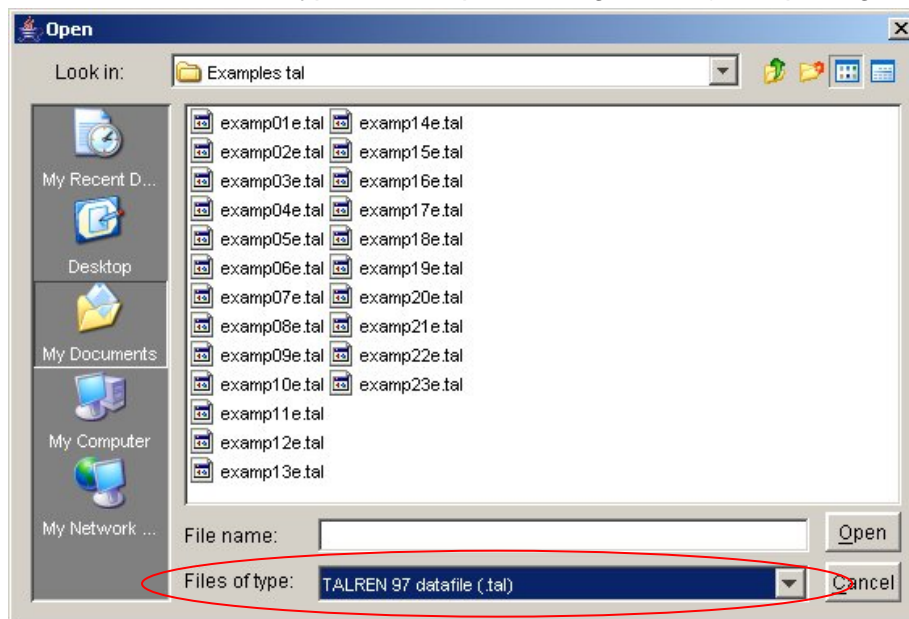 Open
Look in:
Examples tal
My Recent D...
Desktop
My Documents
My Computer
My Network ...
examp01e.tal
examp02e.tal
examp03e.tal
examp04e.tal
examp05e.tal
examp06e.tal
examp07e.tal
examp08e.tal
examp09e.tal
examp10e.tal
examp11e.tal
examp12e.tal
examp13e.tal
examp14e.tal
examp15e.tal
examp16e.tal
examp17e.tal
examp18e.tal
examp19e.tal
examp20e.tal
examp21e.tal
examp22e.tal
examp23e.tal
File name:
Open
Files of type:
TALREN 97 datafile (.tal)
Cancel